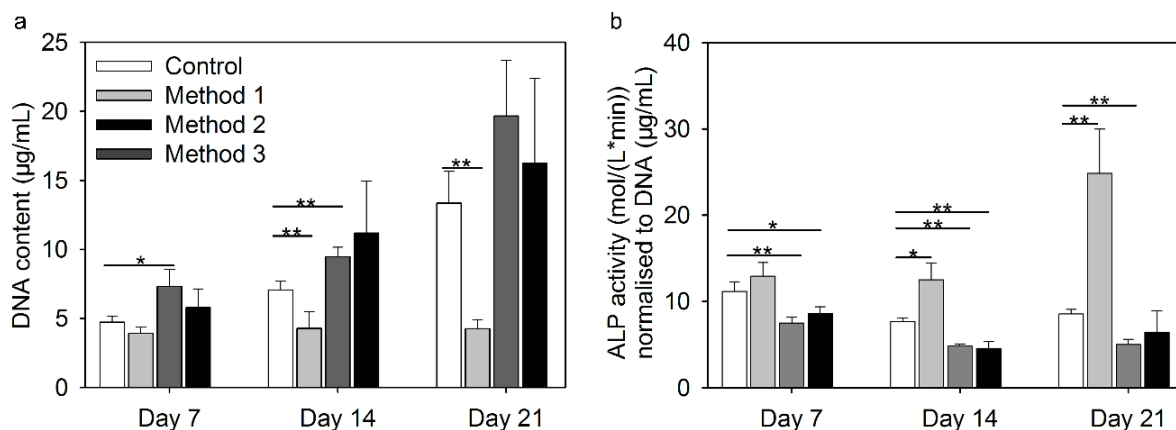 a
DNA content (µg/mL)
25
20
15
10
5
0
Control
Method 1
Method 2
Method 3
*
**
**
**
Day 7
Day 14
Day 21
b
ALP activity (mol/(L*min))
normalised to DNA (µg/mL)
40
30
20
10
0
*
**
**
**
*
**
**
Day 7
Day 14
Day 21